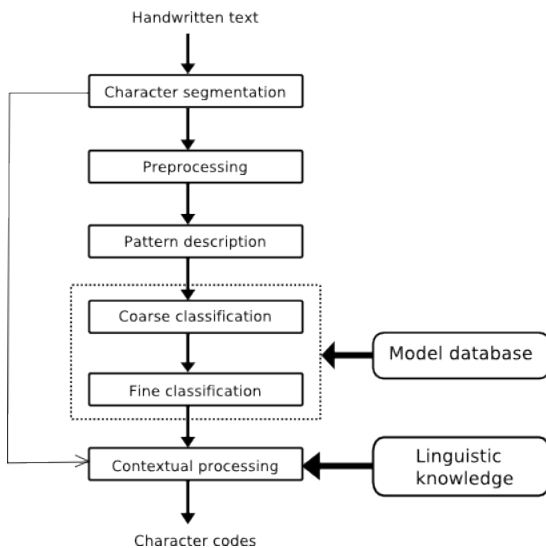 Handwritten text
Character segmentation
Preprocessing
Pattern description
Coarse classification
Fine classification
Model database
Contextual processing
Linguistic
knowledge
Character codes